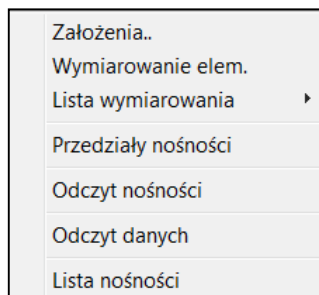 Założenia..
Wymiarowanie elem.
Lista wymiarowania
Przedziały nośności
Odczyt nośności
Odczyt danych
Lista nośności